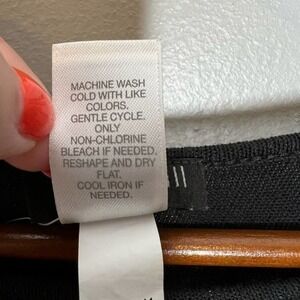 MACHINE WASH
COLD WITH LIKE
COLORS.
GENTLE CYCLE.
ONLY
NON-CHLORINE
BLEACH IF NEEDED.
RESHAPE AND DRY
FLAT.
COOL IRON IF
NEEDED.